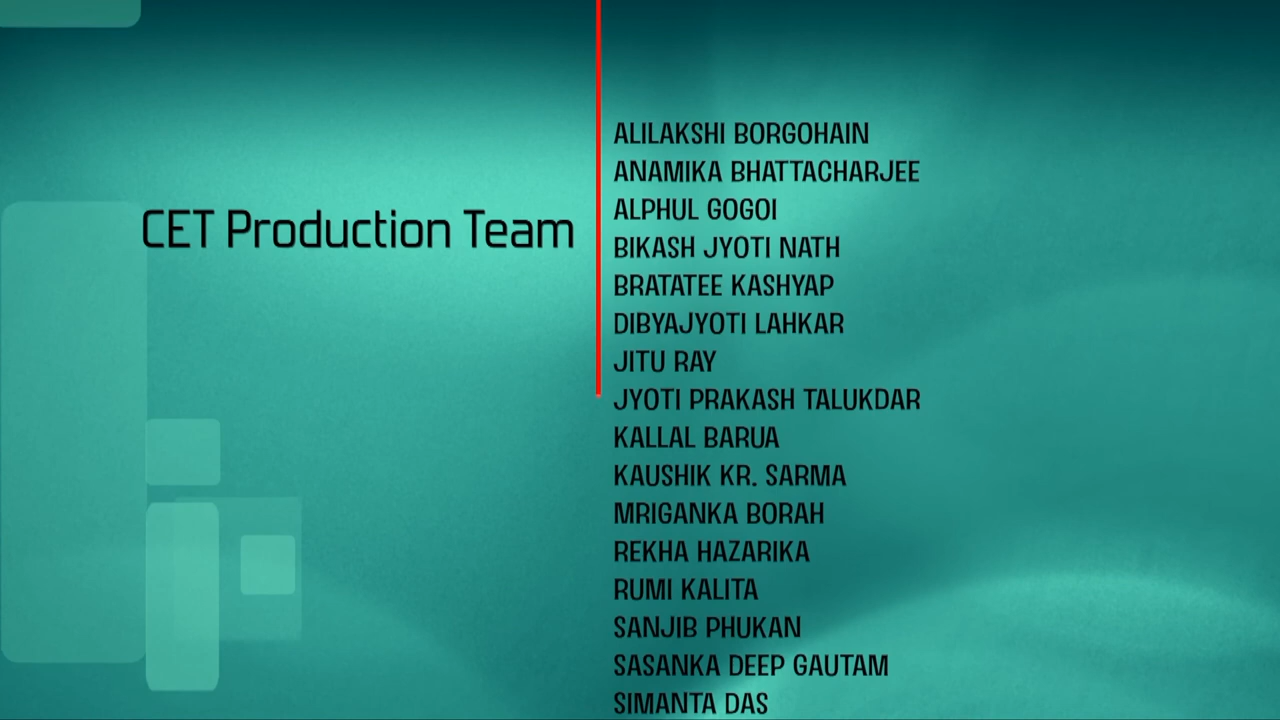 CET Production Team
ALILAKSHI BORGOHAIN
ANAMIKA BHATTACHARJEE
ALPHUL GOGOI
BIKASH JYOTI NATH
BRATATEE KASHYAP
DIBYAJYOTI LAHKAR
JITU RAY
JYOTI PRAKASH TALUKDAR
KALLAL BARUA
KAUSHIK KR. SARMA
MRIGANKA BORAH
REKHA HAZARIKA
RUMI KALITA
SANJIB PHUKAN
SASANKA DEEP GAUTAM
SIMANTA DAS